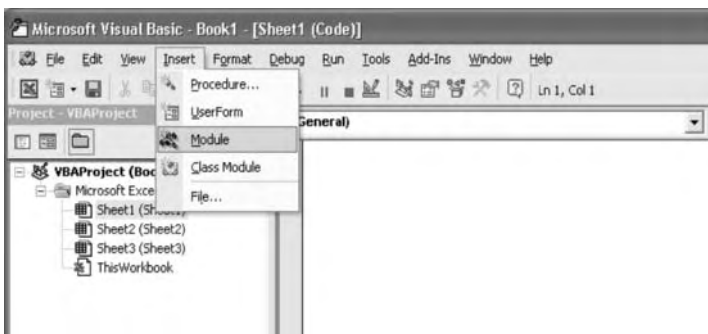 Microsoft Visual Basic - Book1 - [Sheet1 (Code)]
File Edit View Insert Format Debug Run Tools Add-Ins Window Help
Ln 1, Col 1
Procedure...
UserForm
Module
Class Module
File...
Project - VBAProject
General)
VBAProject (Boo
Microsoft Exce
Sheet1 (Sheet1)
Sheet2 (Sheet2)
Sheet3 (Sheet3)
ThisWorkbook